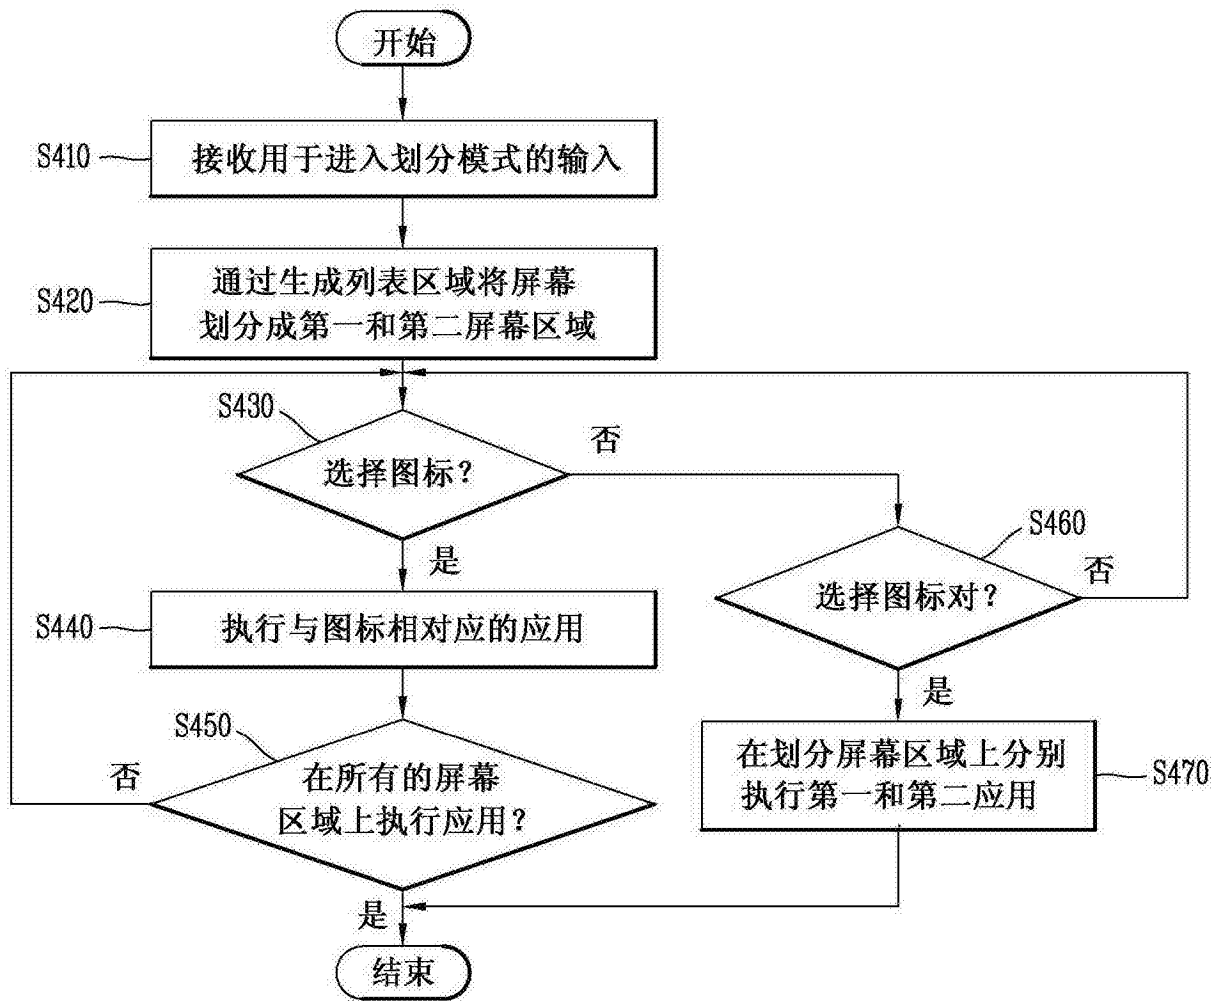 开始
S410
接收用于进入划分模式的输入
S420
通过生成列表区域将屏幕
划分成第一和第二屏幕区域
S430
选择图标？
否
是
S460
选择图标对？
否
S440
执行与图标相对应的应用
是
S450
在所有的屏幕
区域上执行应用？
否
在划分屏幕区域上分别
执行第一和第二应用
S470
是
结束